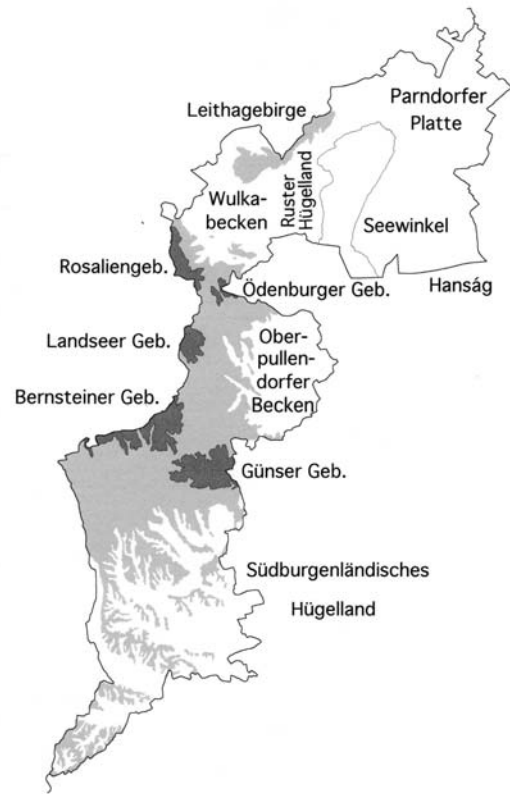 Parndorfer
Platte
Leithagebirge
Ruster
Hügelland
Wulka-
becken
Seewinkel
Rosaliengeb.
Ödenburger Geb.
Hanság
Landseer Geb.
Ober-
pullen-
dorfer
Becken
Bernsteiner Geb.
Günser Geb.
Südburgenländisches
Hügelland